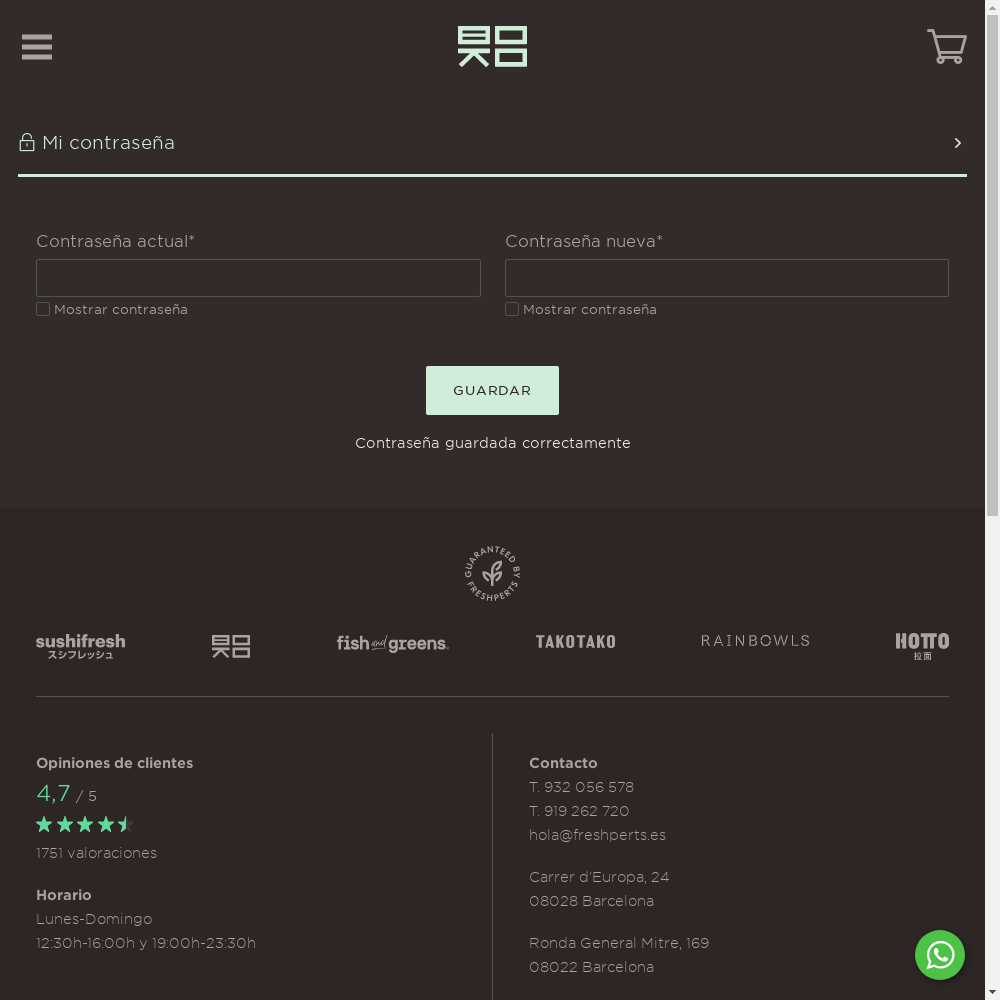 Mi contraseña
Contraseña actual*
Contraseña nueva*
Mostrar contraseña
Mostrar contraseña
GUARDAR
Contraseña guardada correctamente
GUARANTEED BY FRESHPERTS
sushifresh
スシフレッシュ
fish and greens.
TAKOTAKO
RAINBOWLS
HOTTO
拉面
Opiniones de clientes
4,7 / 5
1751 valoraciones
Horario
Lunes-Domingo
12:30h-16:00h y 19:00h-23:30h
Contacto
T. 932 056 578
T. 919 262 720
hola@freshperts.es
Carrer d'Europa, 24
08028 Barcelona
Ronda General Mitre, 169
08022 Barcelona